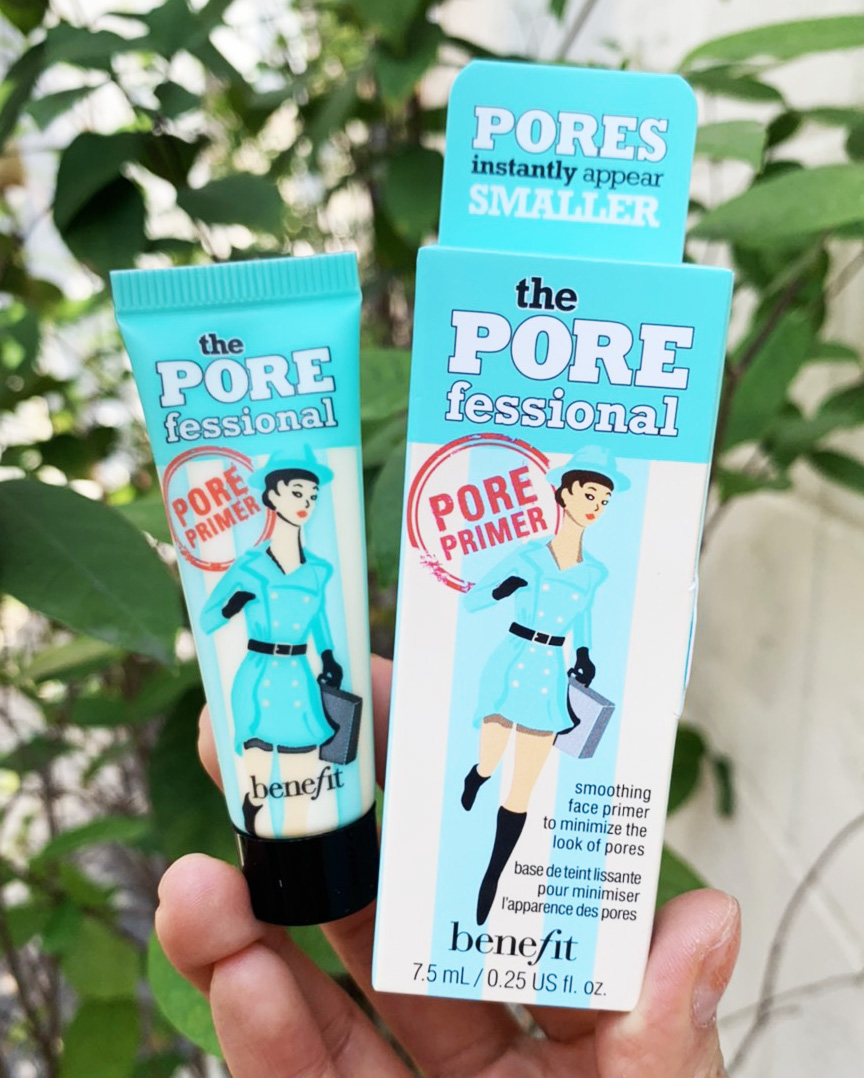 the
PORE
fessional
PORE
PRIMER
benefit
PORES
instantly appear
SMALLER
the
PORE
fessional
PORE
PRIMER
smoothing
face primer
to minimize the
look of pores
base de teint lissante
pour minimiser
l'apparence des pores
benefit
7.5 mL / 0.25 US fl. oz.